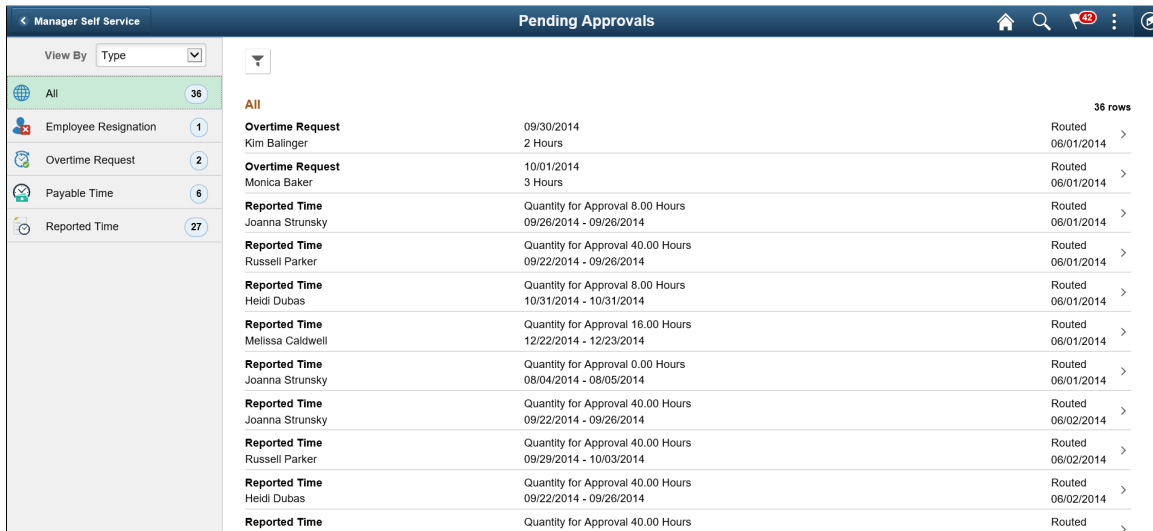 Manager Self Service
Pending Approvals
42
View By Type
All 36
Employee Resignation 1
Overtime Request 2
Payable Time 6
Reported Time 27
All
36 rows
Overtime Request 09/30/2014 Routed
Kim Balinger 2 Hours 06/01/2014
Overtime Request 10/01/2014 Routed
Monica Baker 3 Hours 06/01/2014
Reported Time Quantity for Approval 8.00 Hours Routed
Joanna Strunsky 09/26/2014 - 09/26/2014 06/01/2014
Reported Time Quantity for Approval 40.00 Hours Routed
Russell Parker 09/22/2014 - 09/26/2014 06/01/2014
Reported Time Quantity for Approval 8.00 Hours Routed
Heidi Dubas 10/31/2014 - 10/31/2014 06/01/2014
Reported Time Quantity for Approval 16.00 Hours Routed
Melissa Caldwell 12/22/2014 - 12/23/2014 06/01/2014
Reported Time Quantity for Approval 0.00 Hours Routed
Joanna Strunsky 08/04/2014 - 08/05/2014 06/01/2014
Reported Time Quantity for Approval 40.00 Hours Routed
Joanna Strunsky 09/22/2014 - 09/26/2014 06/02/2014
Reported Time Quantity for Approval 40.00 Hours Routed
Russell Parker 09/29/2014 - 10/03/2014 06/02/2014
Reported Time Quantity for Approval 40.00 Hours Routed
Heidi Dubas 09/22/2014 - 09/26/2014 06/02/2014
Reported Time Quantity for Approval 40.00 Hours Routed